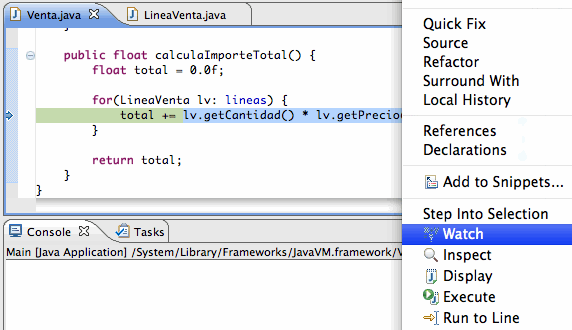 Venta.java
LineaVenta.java
}
public float calculaImporteTotal() {
float total = 0.0f;
for(LineaVenta lv: lineas) {
total += lv.getCantidad() * lv.getPrecio
}
return total;
}
}
Console
Tasks
Main [Java Application] /System/Library/Frameworks/JavaVM.framework/V
Quick Fix
Source
Refactor
Surround With
Local History
References
Declarations
Add to Snippets...
Step Into Selection
Watch
Inspect
Display
Execute
Run to Line